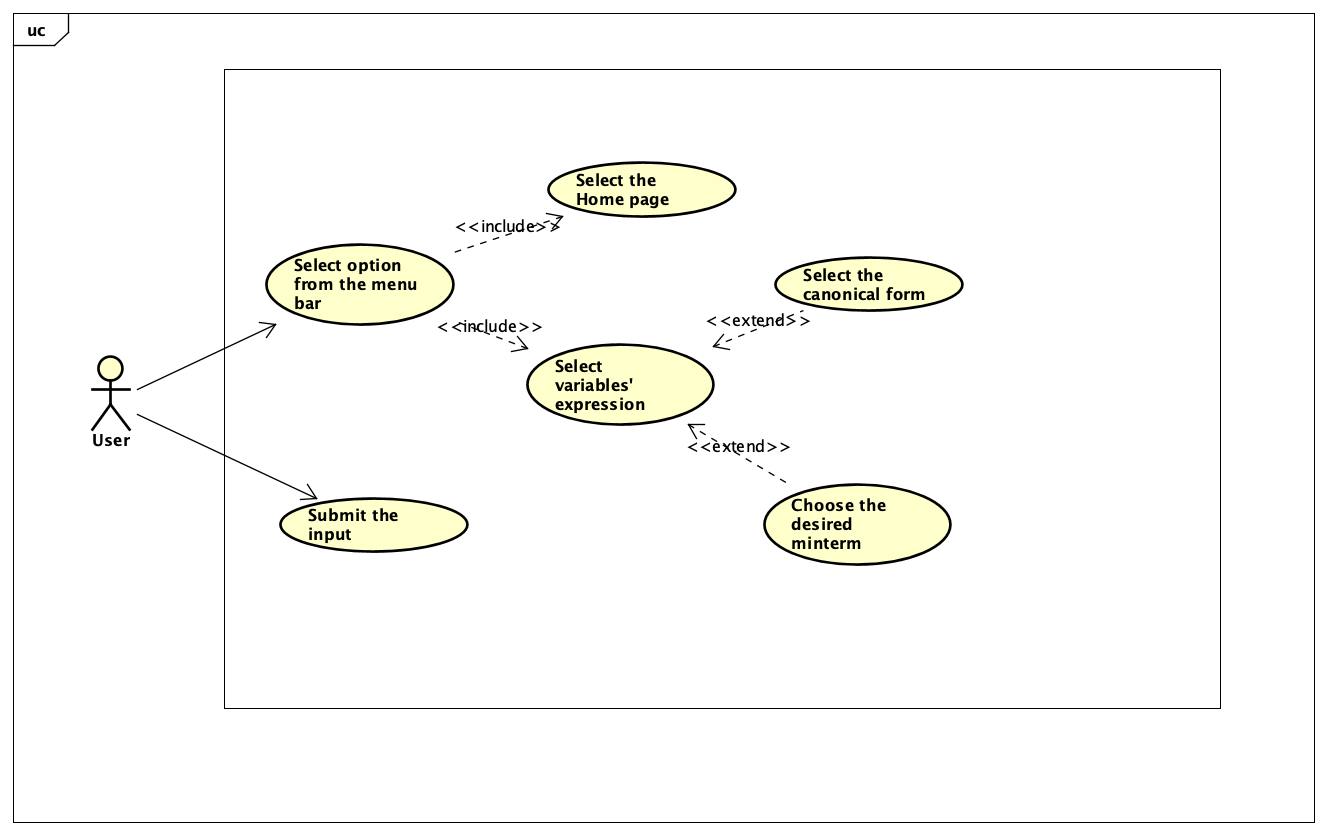 uc
Select the
Home page
<<include>>
Select option
from the menu
bar
Select the
canonical form
<<include>>
<<extend>>
Select
variables'
expression
User
<<extend>>
Submit the
input
Choose the
desired
minterm